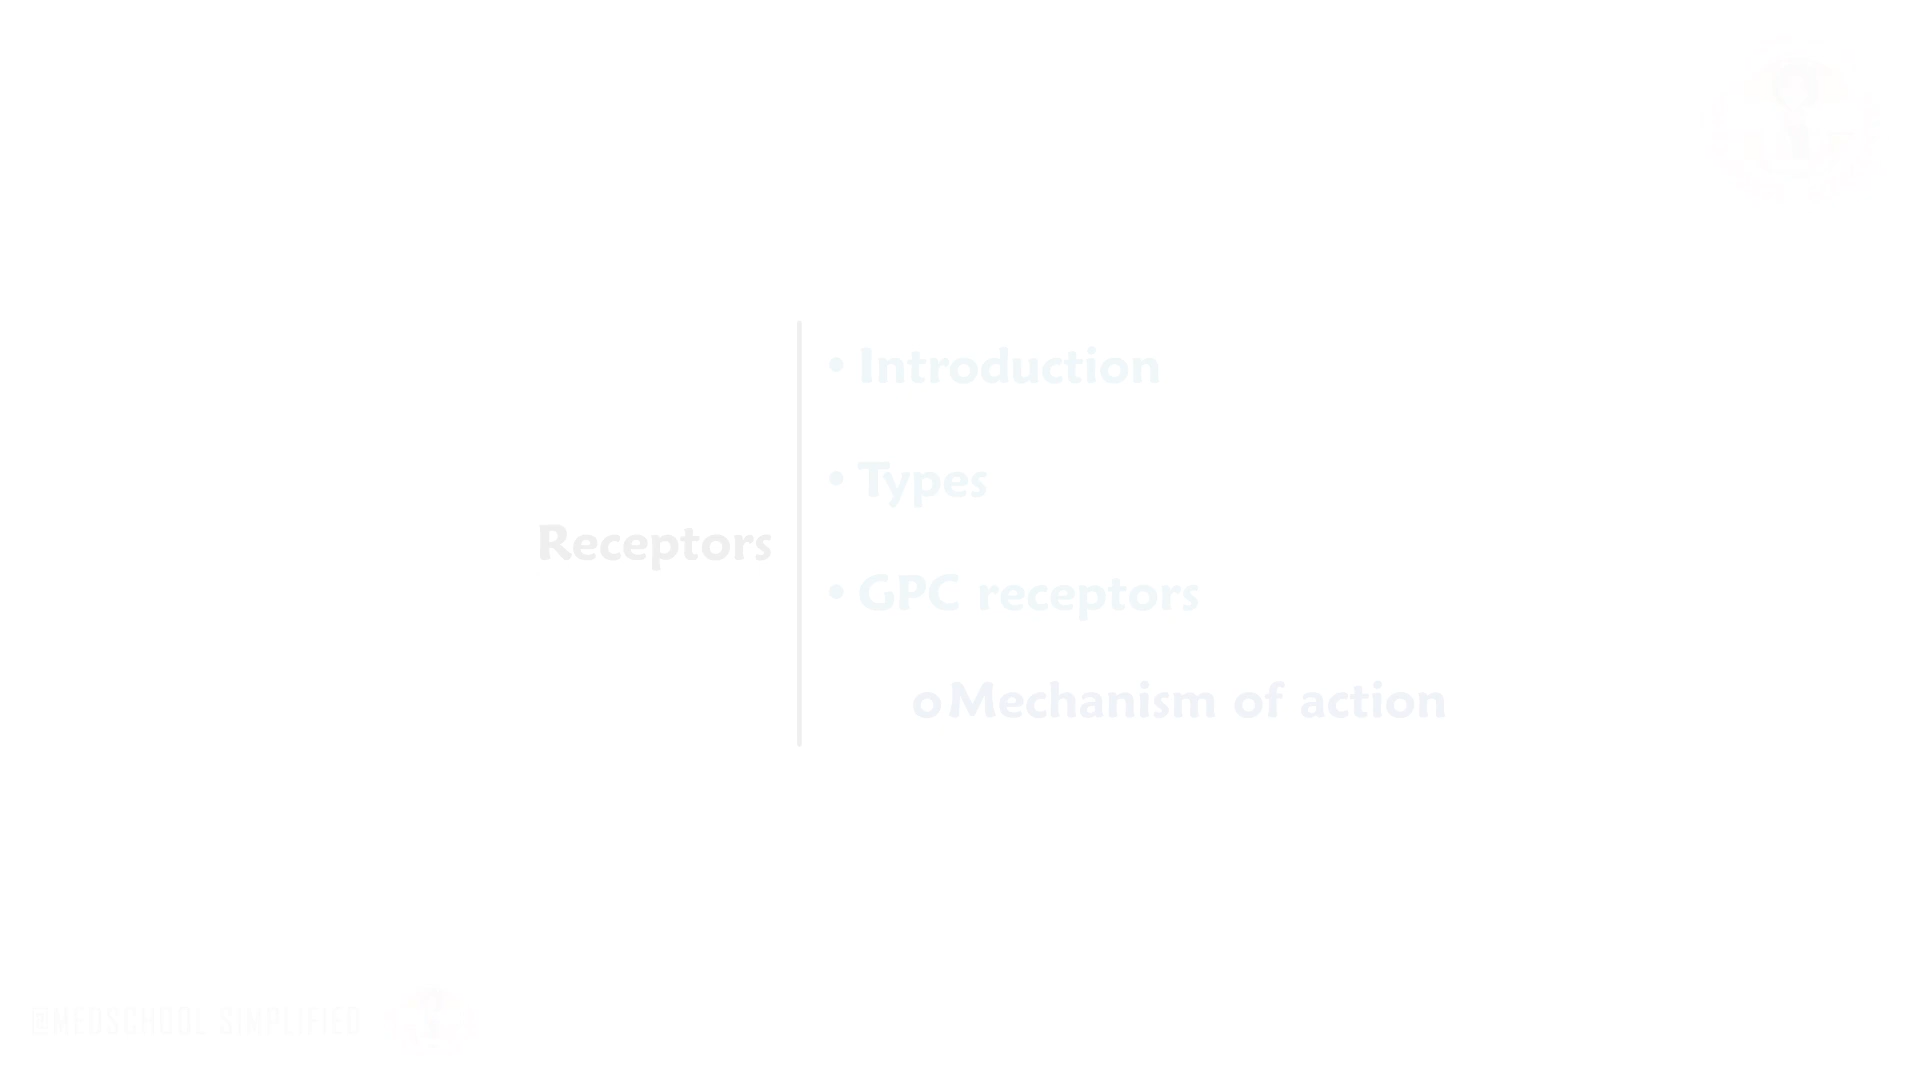 Receptors
• Introduction
• Types
• GPC receptors
o Mechanism of action
@MEDSCHOOL SIMPLIFIED